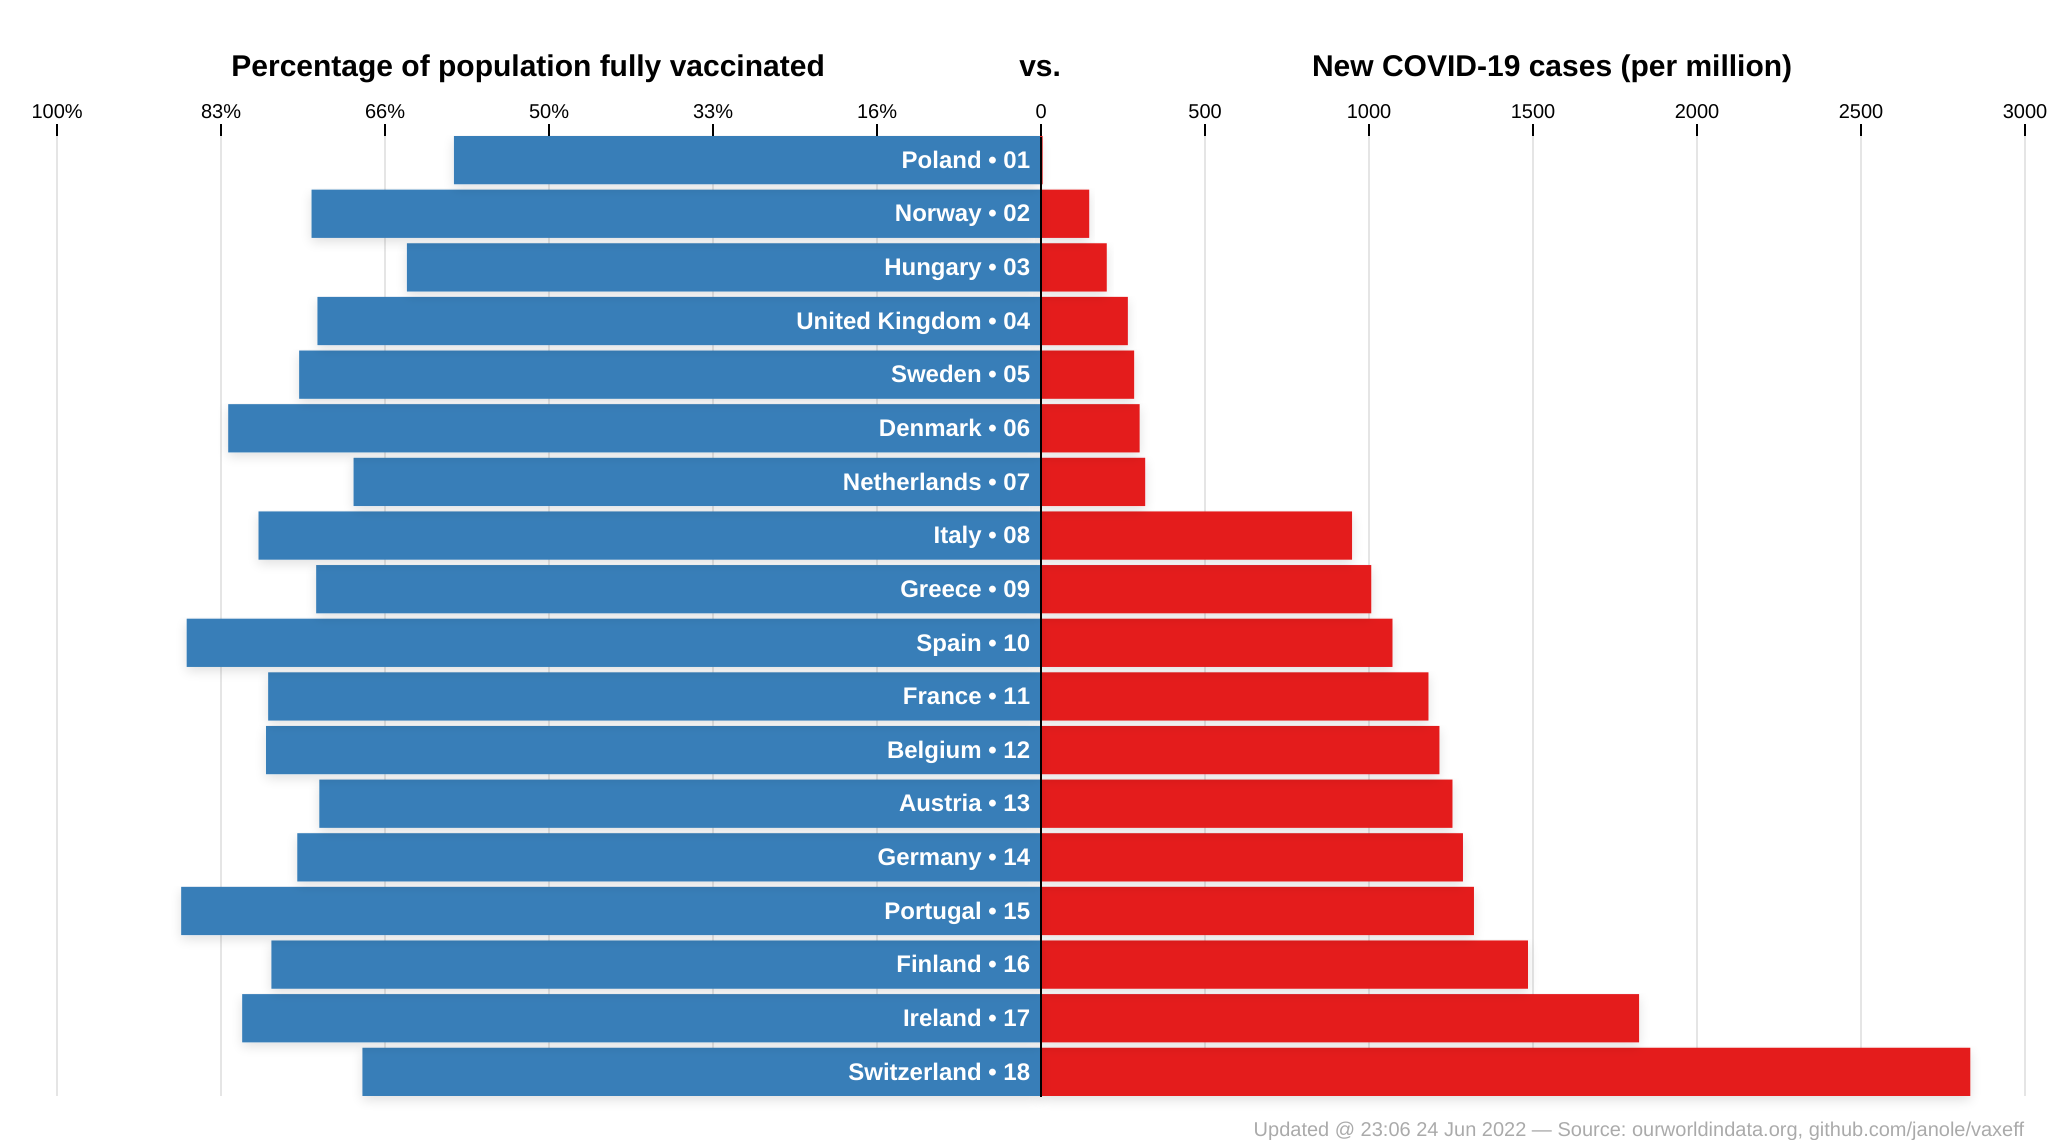 Percentage of population fully vaccinated vs. New COVID-19 cases (per million)
100% 83% 66% 50% 33% 16% 0 500 1000 1500 2000 2500 3000
Poland • 01
Norway • 02
Hungary • 03
United Kingdom • 04
Sweden • 05
Denmark • 06
Netherlands • 07
Italy • 08
Greece • 09
Spain • 10
France • 11
Belgium • 12
Austria • 13
Germany • 14
Portugal • 15
Finland • 16
Ireland • 17
Switzerland • 18
Updated @ 23:06 24 Jun 2022 — Source: ourworldindata.org, github.com/janole/vaxeff